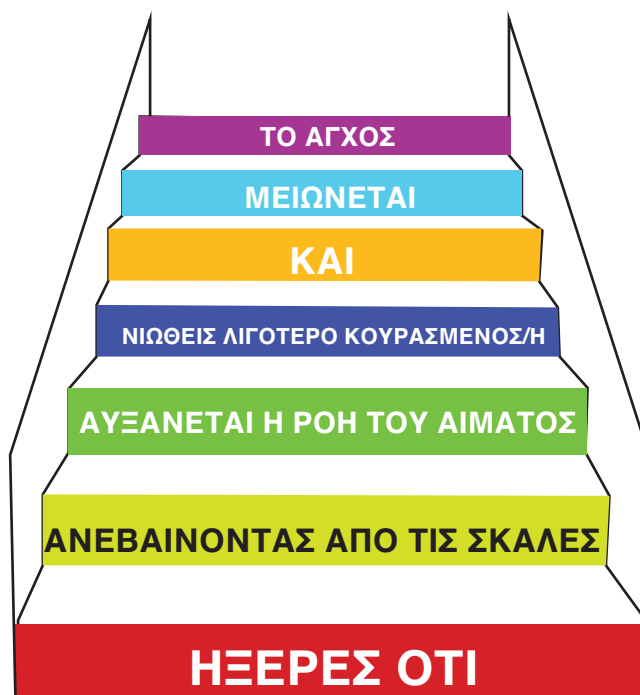 ΤΟ ΑΓΧΟΣ
ΜΕΙΩΝΕΤΑΙ
ΚΑΙ
ΝΙΩΘΕΙΣ ΛΙΓΟΤΕΡΟ ΚΟΥΡΑΣΜΕΝΟΣ/Η
ΑΥΞΑΝΕΤΑΙ Η ΡΟΗ ΤΟΥ ΑΙΜΑΤΟΣ
ΑΝΕΒΑΙΝΟΝΤΑΣ ΑΠΟ ΤΙΣ ΣΚΑΛΕΣ
ΗΞΕΡΕΣ ΟΤΙ